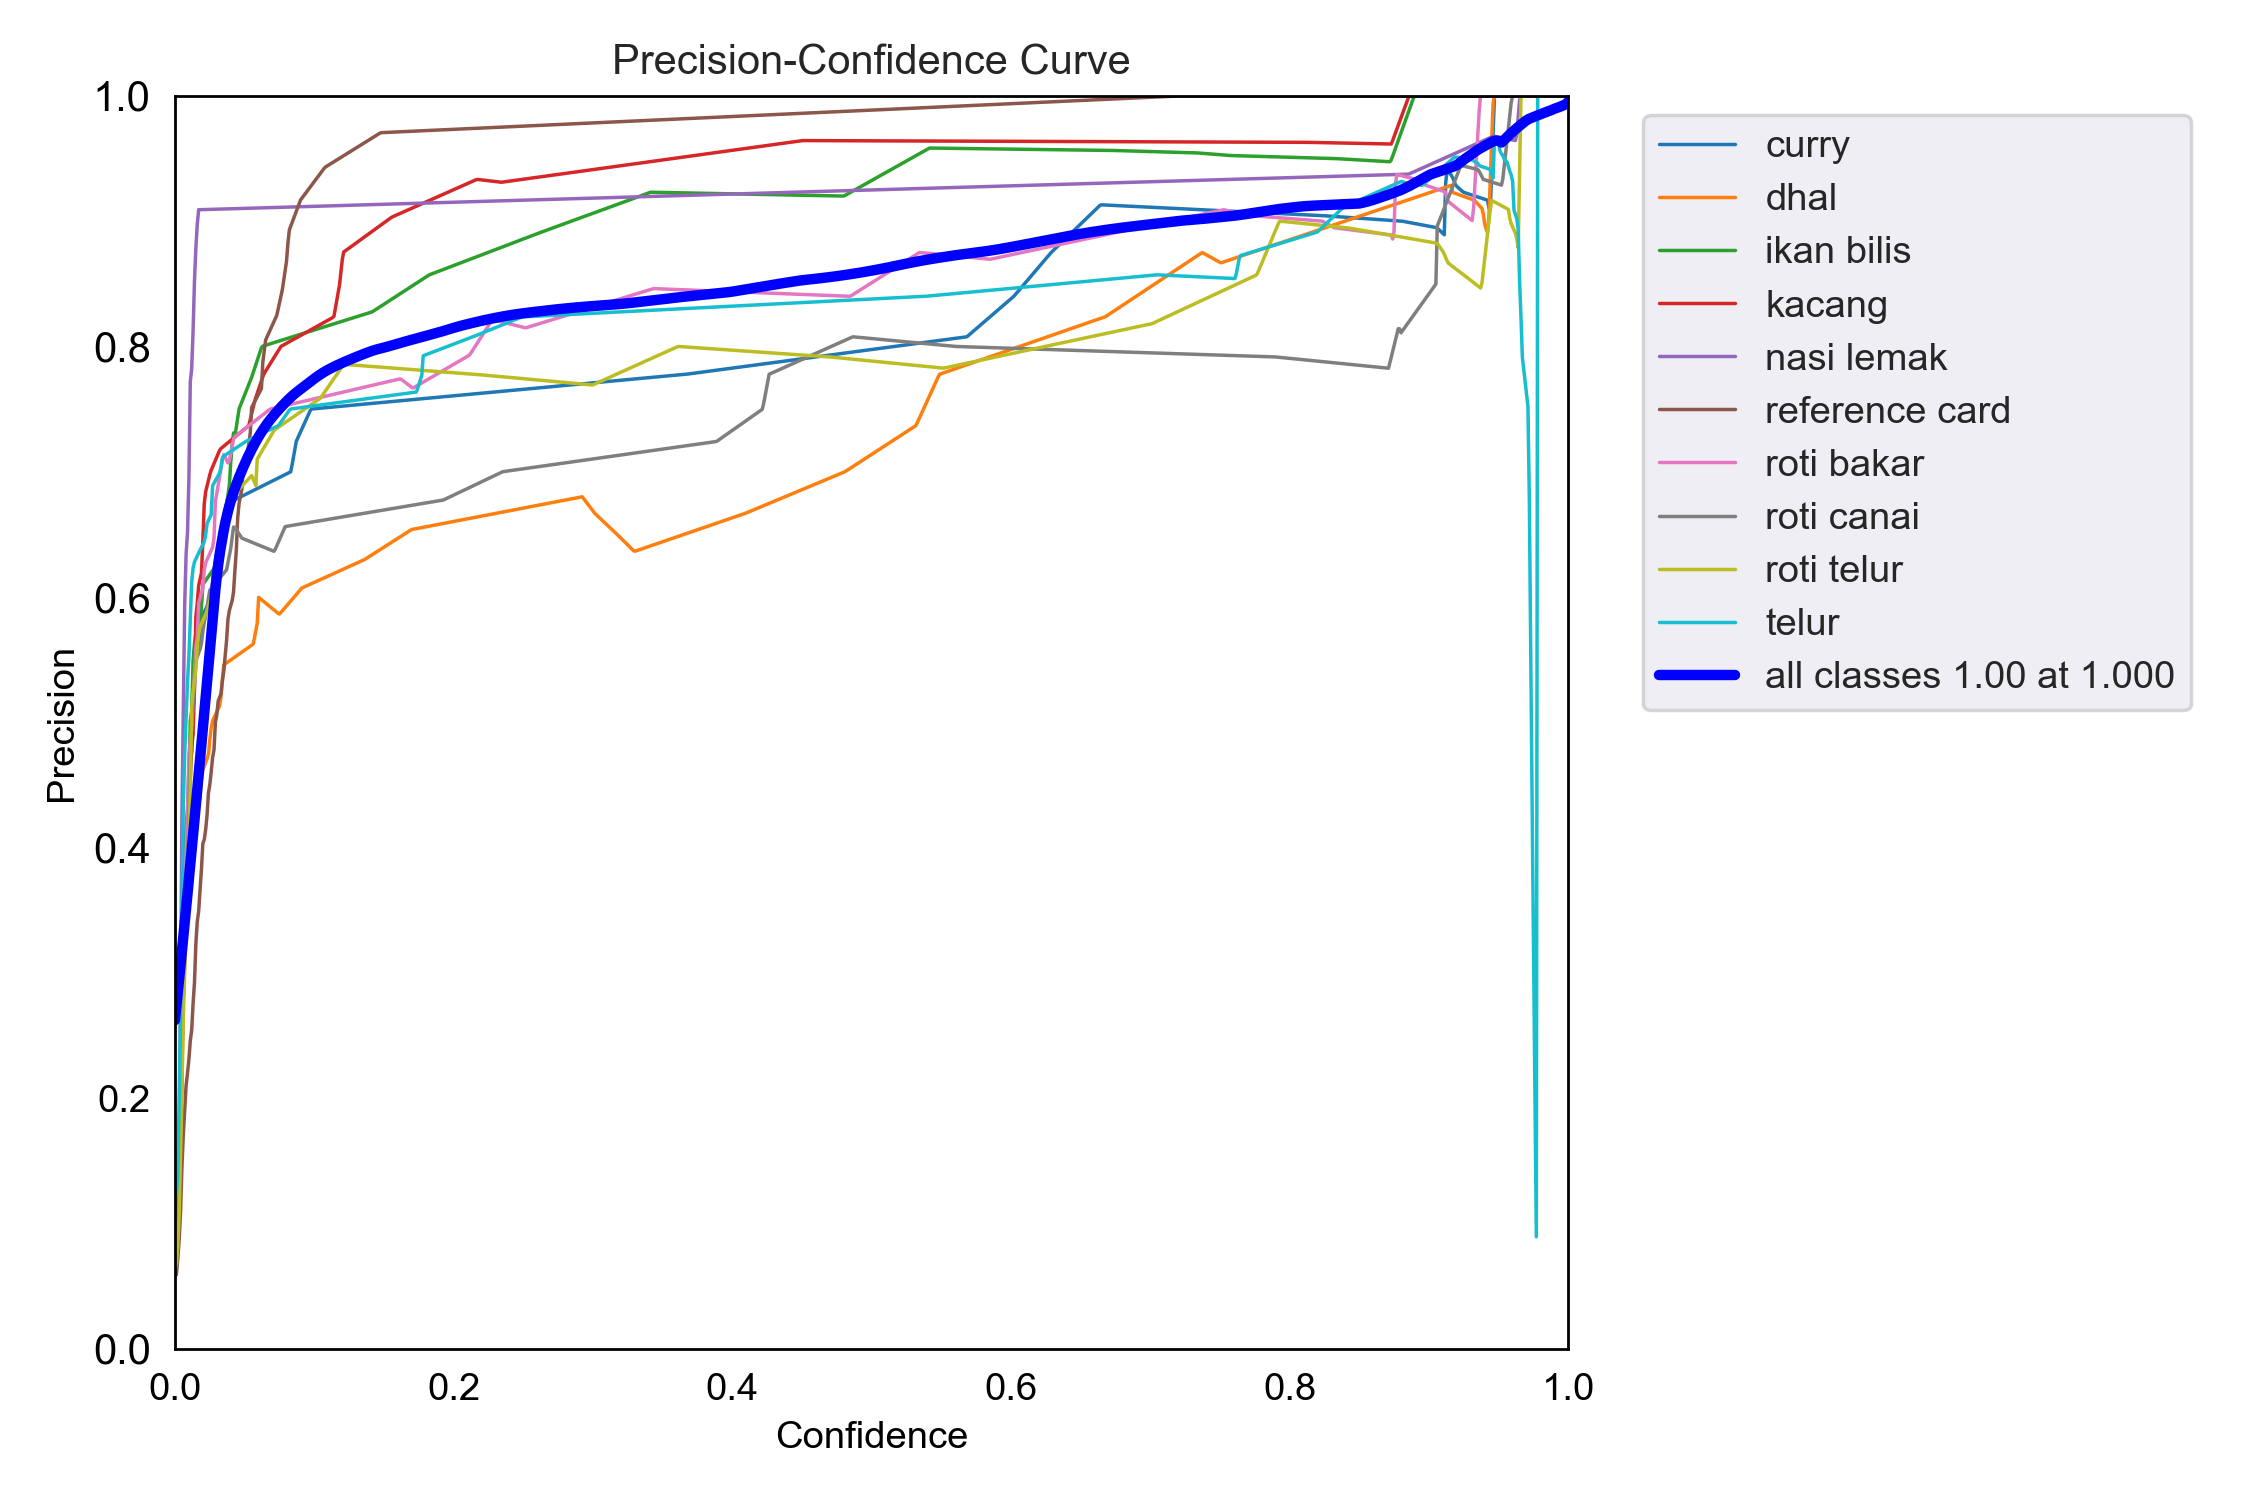 Precision-Confidence Curve
1.0
0.8
0.6
0.4
0.2
0.0
Precision
0.0 0.2 0.4 0.6 0.8 1.0
Confidence
curry
dhal
ikan bilis
kacang
nasi lemak
reference card
roti bakar
roti canai
roti telur
telur
all classes 1.00 at 1.000